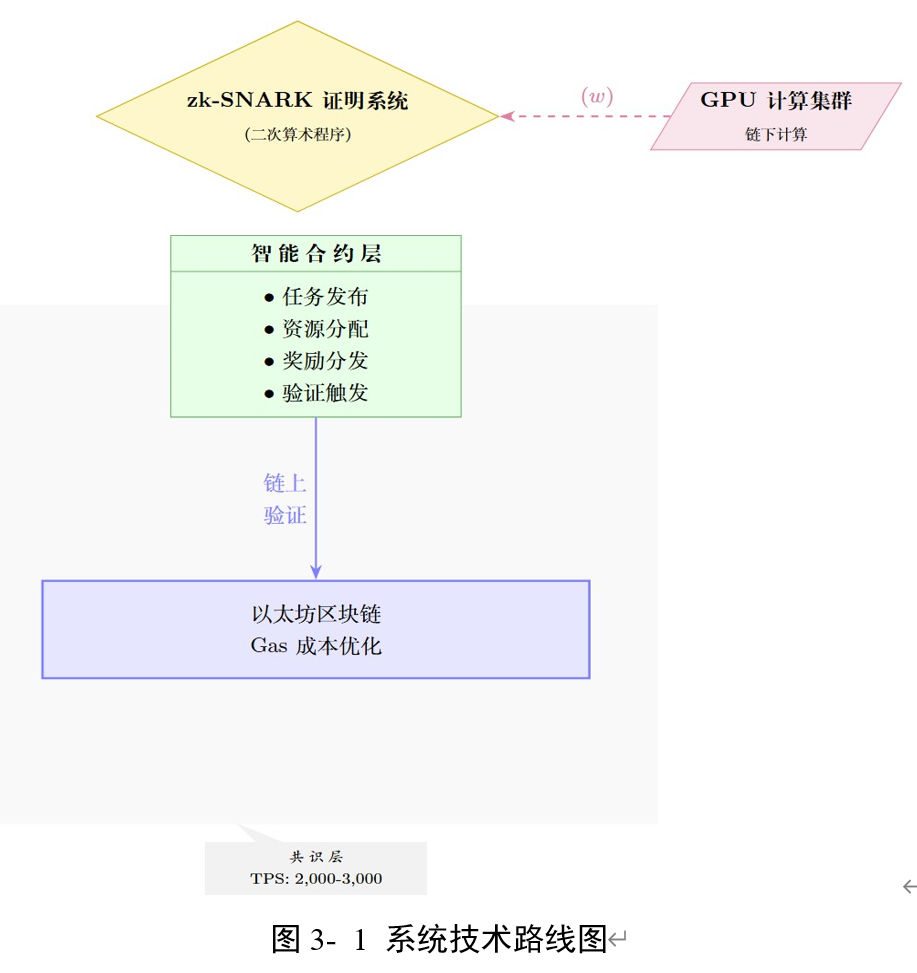 zk-SNARK 证明系统
(二次算术程序)
(w)
GPU 计算集群
链下计算
智能合约层
● 任务发布
● 资源分配
● 奖励分发
● 验证触发
链上
验证
以太坊区块链
Gas 成本优化
共识层
TPS: 2,000-3,000
图 3- 1 系统技术路线图